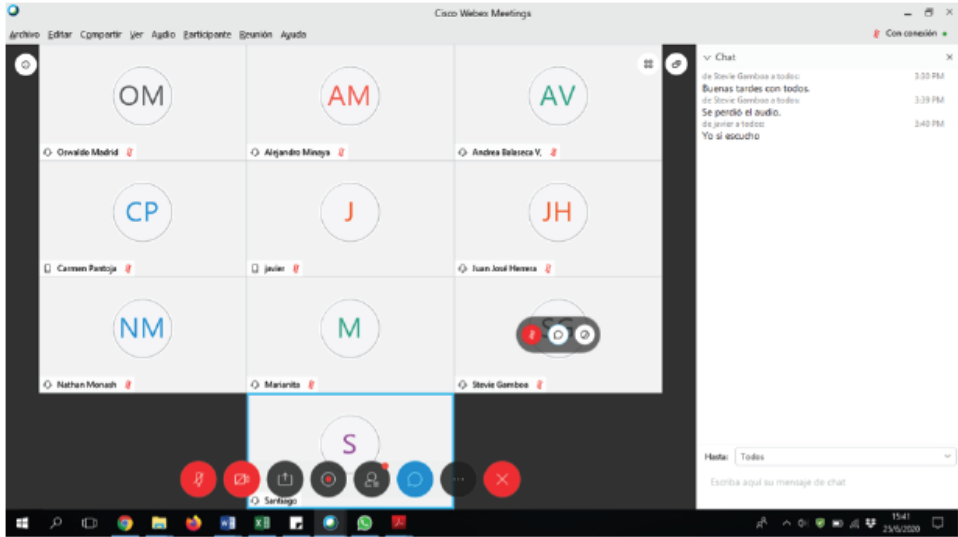 Cisco Webex Meetings
Archivo Editar Compartir Ver Audio Participante Reunión Ayuda
Con conexión
OM
Oswaldo Madrid
AM
Alejandro Minaya
AV
Andrea Balaseca V.
CP
Carmen Pantoja
J
javier
JH
Juan José Herrera
NM
Nathan Monash
M
Marianita
SG
Stevie Gamboa
S
Santiago
Chat
de Stevie Gamboa a todos: 3:39 PM
Buenas tardes con todos.
de Stevie Gamboa a todos: 3:39 PM
Se perdió el audio.
de javier a todos: 3:40 PM
Yo si escucho
Hasta: Todos
Escriba aquí su mensaje de chat
15:41
25/6/2020